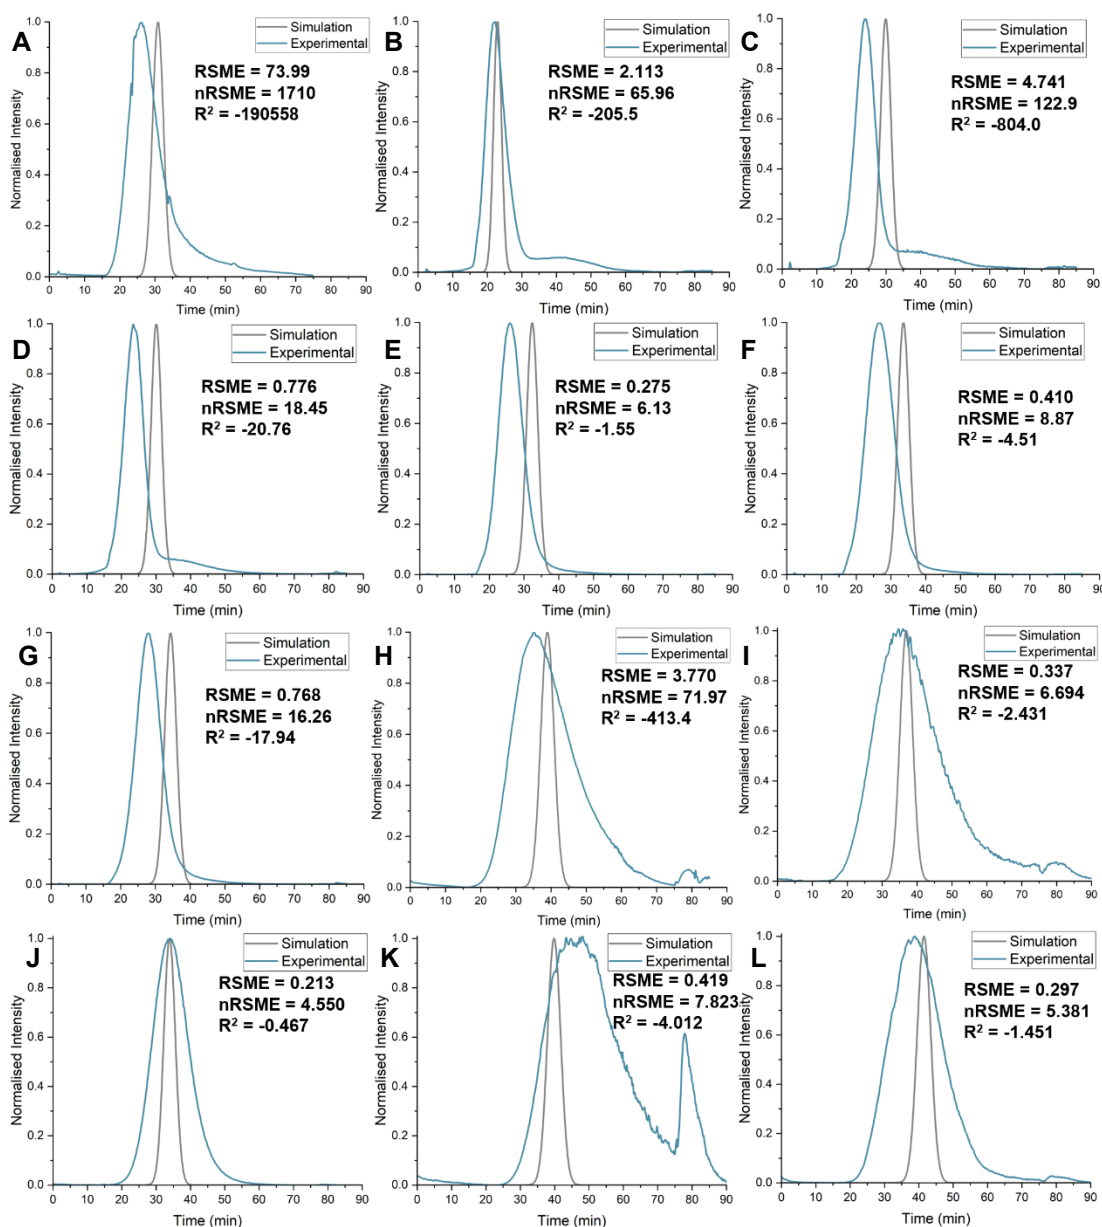 A
Simulation
Experimental
RSME = 73.99
nRSME = 1710
R² = -190558
Normalised Intensity
1.0
0.8
0.6
0.4
0.2
0.0
0 10 20 30 40 50 60 70 80 90
Time (min)
B
Simulation
Experimental
RSME = 2.113
nRSME = 65.96
R² = -205.5
Normalised Intensity
1.0
0.8
0.6
0.4
0.2
0.0
0 10 20 30 40 50 60 70 80 90
Time (min)
C
Simulation
Experimental
RSME = 4.741
nRSME = 122.9
R² = -804.0
Normalised Intensity
1.0
0.8
0.6
0.4
0.2
0.0
0 10 20 30 40 50 60 70 80 90
Time (min)
D
Simulation
Experimental
RSME = 0.776
nRSME = 18.45
R² = -20.76
Normalised Intensity
1.0
0.8
0.6
0.4
0.2
0.0
0 10 20 30 40 50 60 70 80 90
Time (min)
E
Simulation
Experimental
RSME = 0.275
nRSME = 6.13
R² = -1.55
Normalised Intensity
1.0
0.8
0.6
0.4
0.2
0.0
0 10 20 30 40 50 60 70 80 90
Time (min)
F
Simulation
Experimental
RSME = 0.410
nRSME = 8.87
R² = -4.51
Normalised Intensity
1.0
0.8
0.6
0.4
0.2
0.0
0 10 20 30 40 50 60 70 80 90
Time (min)
G
Simulation
Experimental
RSME = 0.768
nRSME = 16.26
R² = -17.94
Normalised Intensity
1.0
0.8
0.6
0.4
0.2
0.0
0 10 20 30 40 50 60 70 80 90
Time (min)
H
Simulation
Experimental
RSME = 3.770
nRSME = 71.97
R² = -413.4
Normalised Intensity
1.0
0.8
0.6
0.4
0.2
0.0
0 10 20 30 40 50 60 70 80 90
Time (min)
I
Simulation
Experimental
RSME = 0.337
nRSME = 6.694
R² = -2.431
Normalised Intensity
1.0
0.8
0.6
0.4
0.2
0.0
0 10 20 30 40 50 60 70 80 90
Time (min)
J
Simulation
Experimental
RSME = 0.213
nRSME = 4.550
R² = -0.467
Normalised Intensity
1.0
0.8
0.6
0.4
0.2
0.0
0 10 20 30 40 50 60 70 80 90
Time (min)
K
Simulation
Experimental
RSME = 0.419
nRSME = 7.823
R² = -4.012
Normalised Intensity
1.0
0.8
0.6
0.4
0.2
0.0
0 10 20 30 40 50 60 70 80 90
Time (min)
L
Simulation
Experimental
RSME = 0.297
nRSME = 5.381
R² = -1.451
Normalised Intensity
1.0
0.8
0.6
0.4
0.2
0.0
0 10 20 30 40 50 60 70 80 90
Time (min)